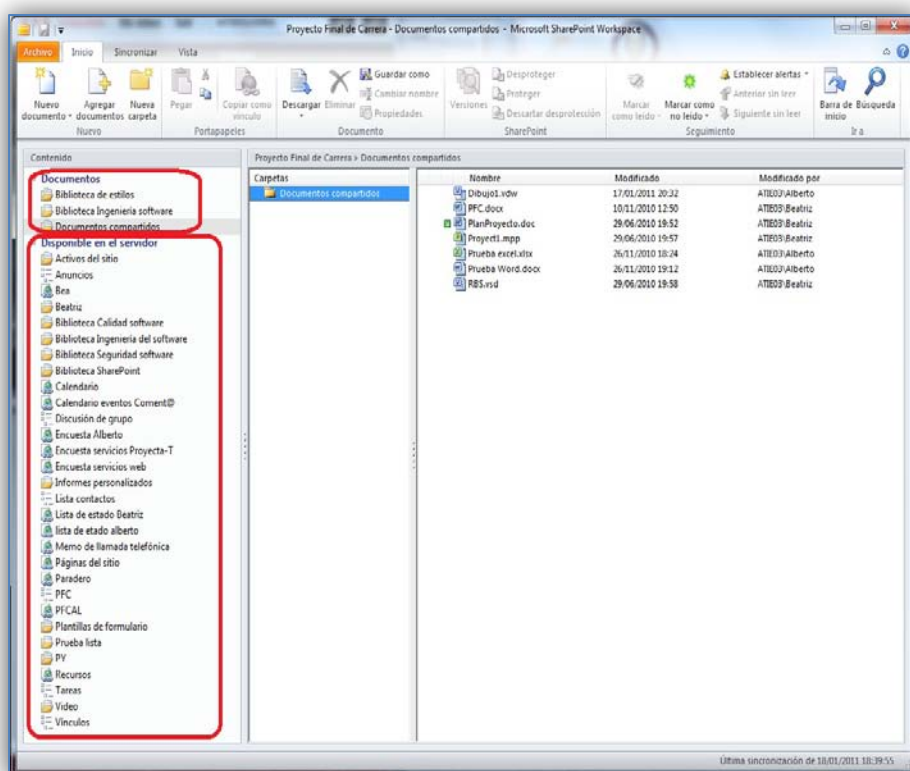 Proyecto Final de Carrera - Documentos compartidos - Microsoft SharePoint Workspace
Archivo Inicio Sincronizar Vista
Nuevo documento
Agregar documentos
Nueva carpeta
Nuevo
Pegar
Copiar como vínculo
Portapapeles
Descargar
Eliminar
Guardar como
Cambiar nombre
Propiedades
Documento
Versiones
Desproteger
Proteger
Descartar desprotección
SharePoint
Marcar como leído
Marcar como no leído
Establecer alertas
Anterior sin leer
Siguiente sin leer
Seguimiento
Barra de inicio
Búsqueda
Ir a
Contenido
Documentos
Biblioteca de estilos
Biblioteca Ingeniería software
Documentos compartidos
Disponible en el servidor
Activos del sitio
Anuncios
Bea
Beatriz
Biblioteca Calidad software
Biblioteca Ingeniería del software
Biblioteca Seguridad software
Biblioteca SharePoint
Calendario
Calendario eventos Coment@
Discusión de grupo
Encuesta Alberto
Encuesta servicios Proyecta-T
Encuesta servicios web
Informes personalizados
Lista contactos
Lista de estado Beatriz
lista de etado alberto
Memo de llamada telefónica
Páginas del sitio
Paradero
PFC
PFCAL
Plantillas de formulario
Prueba lista
PY
Recursos
Tareas
Video
Vínculos
Proyecto Final de Carrera » Documentos compartidos
Carpetas
Documentos compartidos
Nombre Modificado Modificado por
Dibujo1.vdw 17/01/2011 20:32 ATIE03\Alberto
PFC.docx 10/11/2010 12:50 ATIE03\Beatriz
PlanProyecto.doc 29/06/2010 19:52 ATIE03\Beatriz
Proyect1.mpp 29/06/2010 19:57 ATIE03\Beatriz
Prueba excel.xlsx 26/11/2010 18:24 ATIE03\Alberto
Prueba Word.docx 26/11/2010 19:12 ATIE03\Alberto
RBS.vsd 29/06/2010 19:58 ATIE03\Beatriz
Última sincronización de 18/01/2011 18:39:55